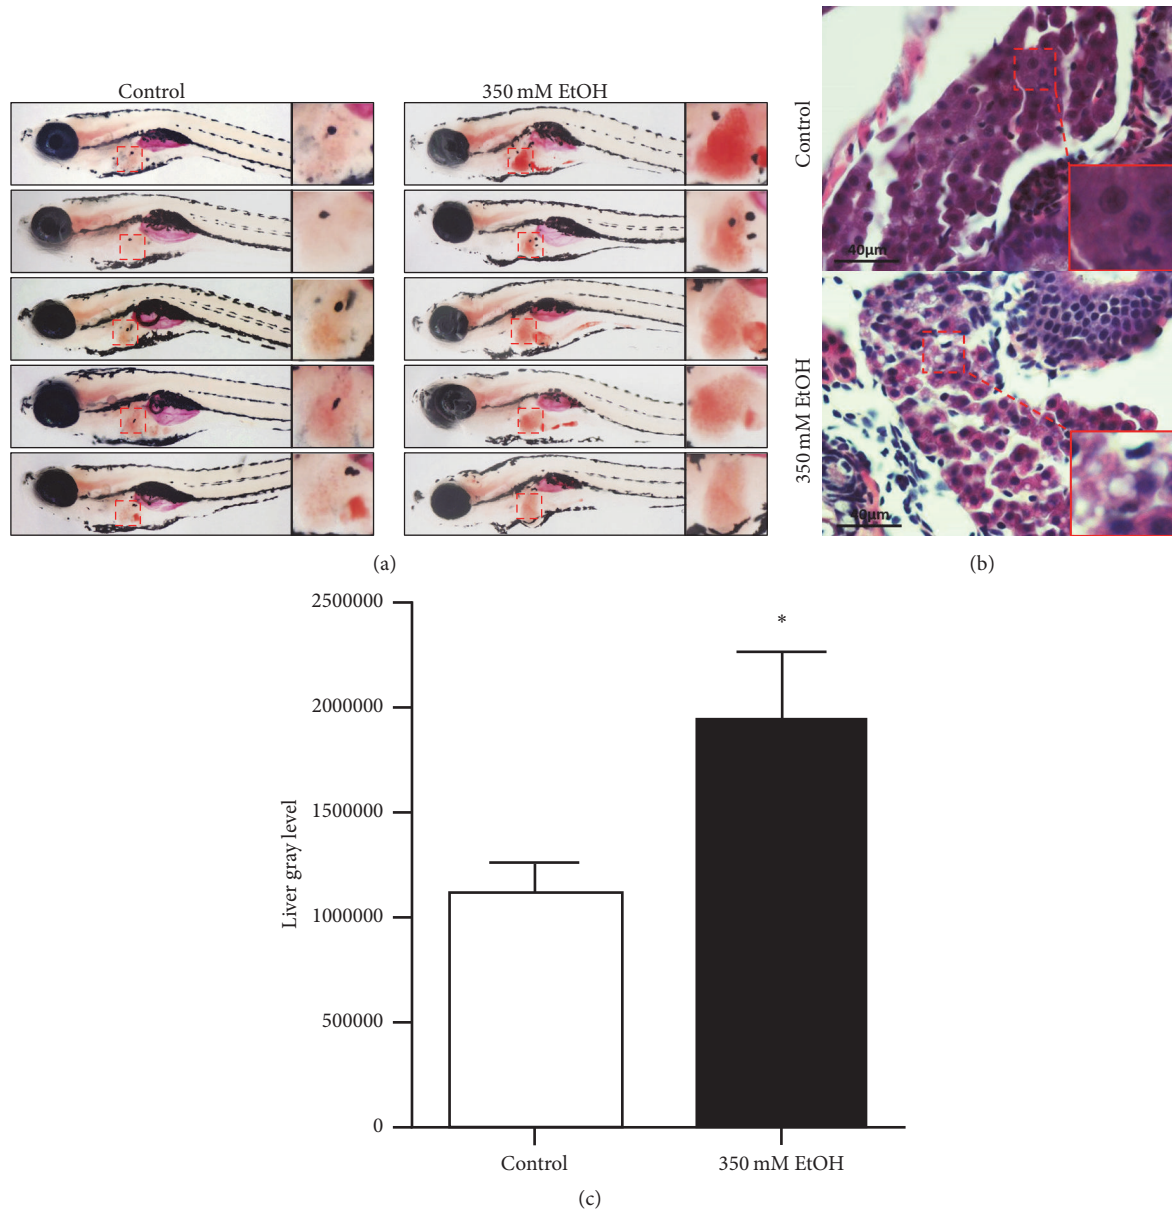 Control
350 mM EtOH
Control
40μm
350 mM EtOH
40μm
(a)
(b)
2500000
*
2000000
1500000
1000000
500000
0
Liver gray level
Control
350 mM EtOH
(c)